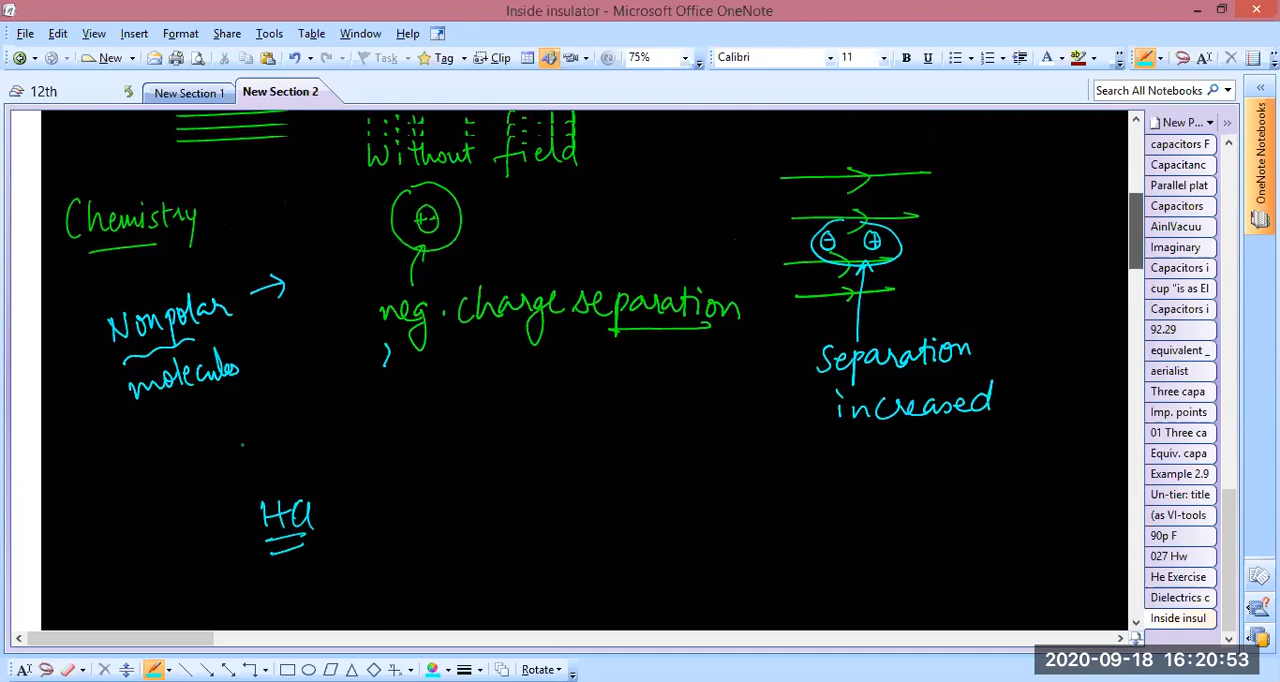 Inside insulator - Microsoft Office OneNote
File Edit View Insert Format Share Tools Table Window Help
New Task Tag Clip 75% Calibri 11 B U A
12th New Section 1 New Section 2 Search All Notebooks
Without field
Chemistry
Nonpolar
molecules
neg. charge separation
separation
increased
HCl
New P...
capacitors F
Capacitanc
Parallel plat
Capacitors
AinIVacuu
Imaginary
Capacitors i
cup "is as El
Capacitors i
92.29
equivalent _
aerialist
Three capa
Imp. points
01 Three ca
Equiv. capa
Example 2.9
Un-tier: title
(as VI-tools
90p F
027 Hw
He Exercise
Dielectrics c
Inside insul
OneNote Notebooks
2020-09-18 16:20:53
Rotate